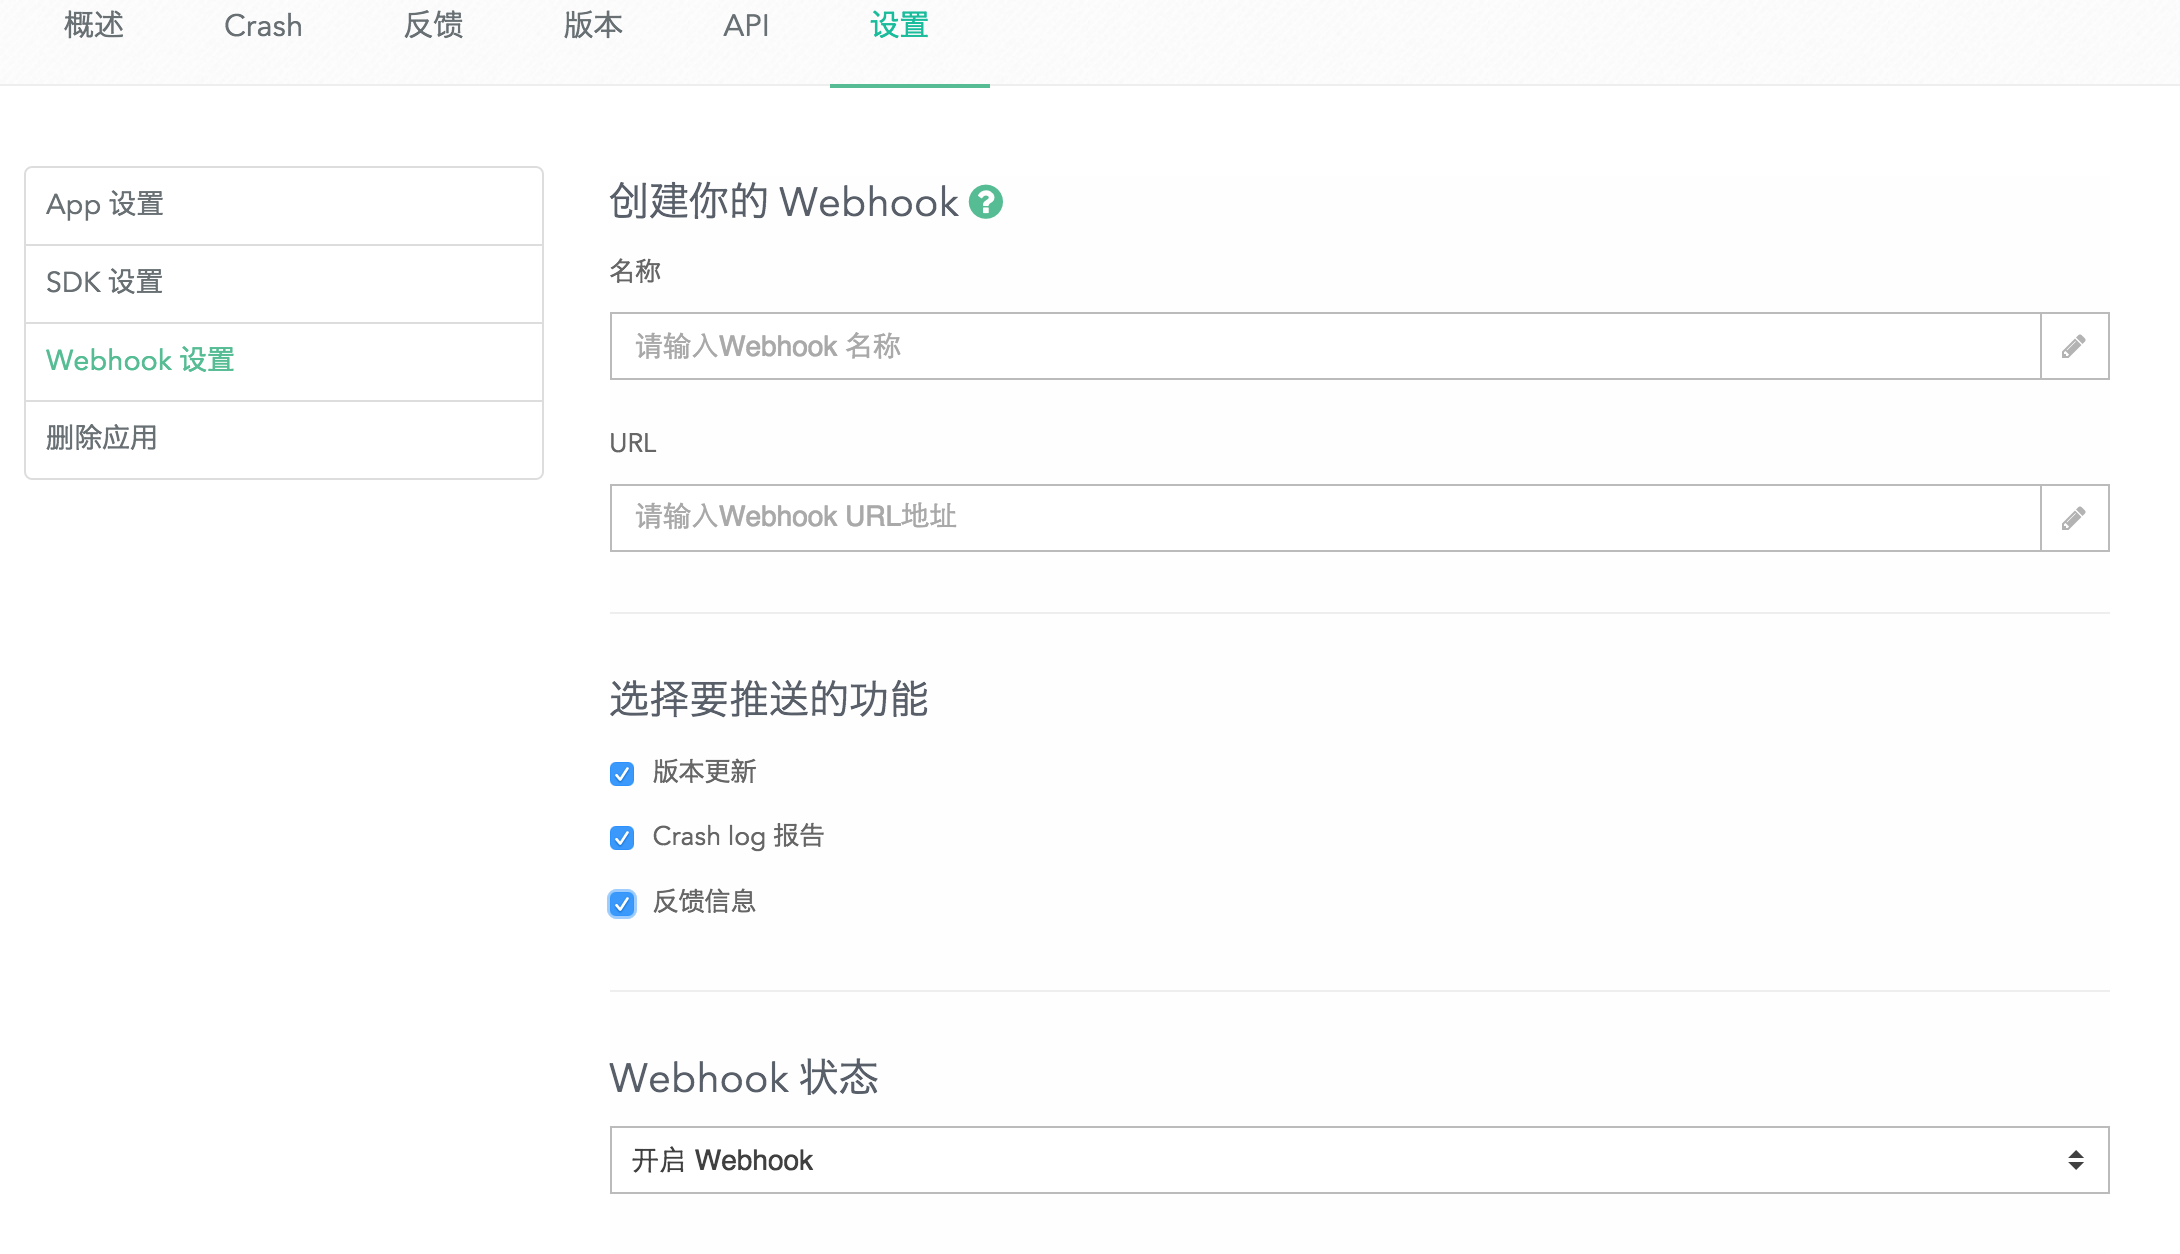 概述 Crash 反馈 版本 API 设置
App 设置
SDK 设置
Webhook 设置
删除应用
创建你的 Webhook
名称
请输入Webhook 名称
URL
请输入Webhook URL地址
选择要推送的功能
版本更新
Crash log 报告
反馈信息
Webhook 状态
开启 Webhook